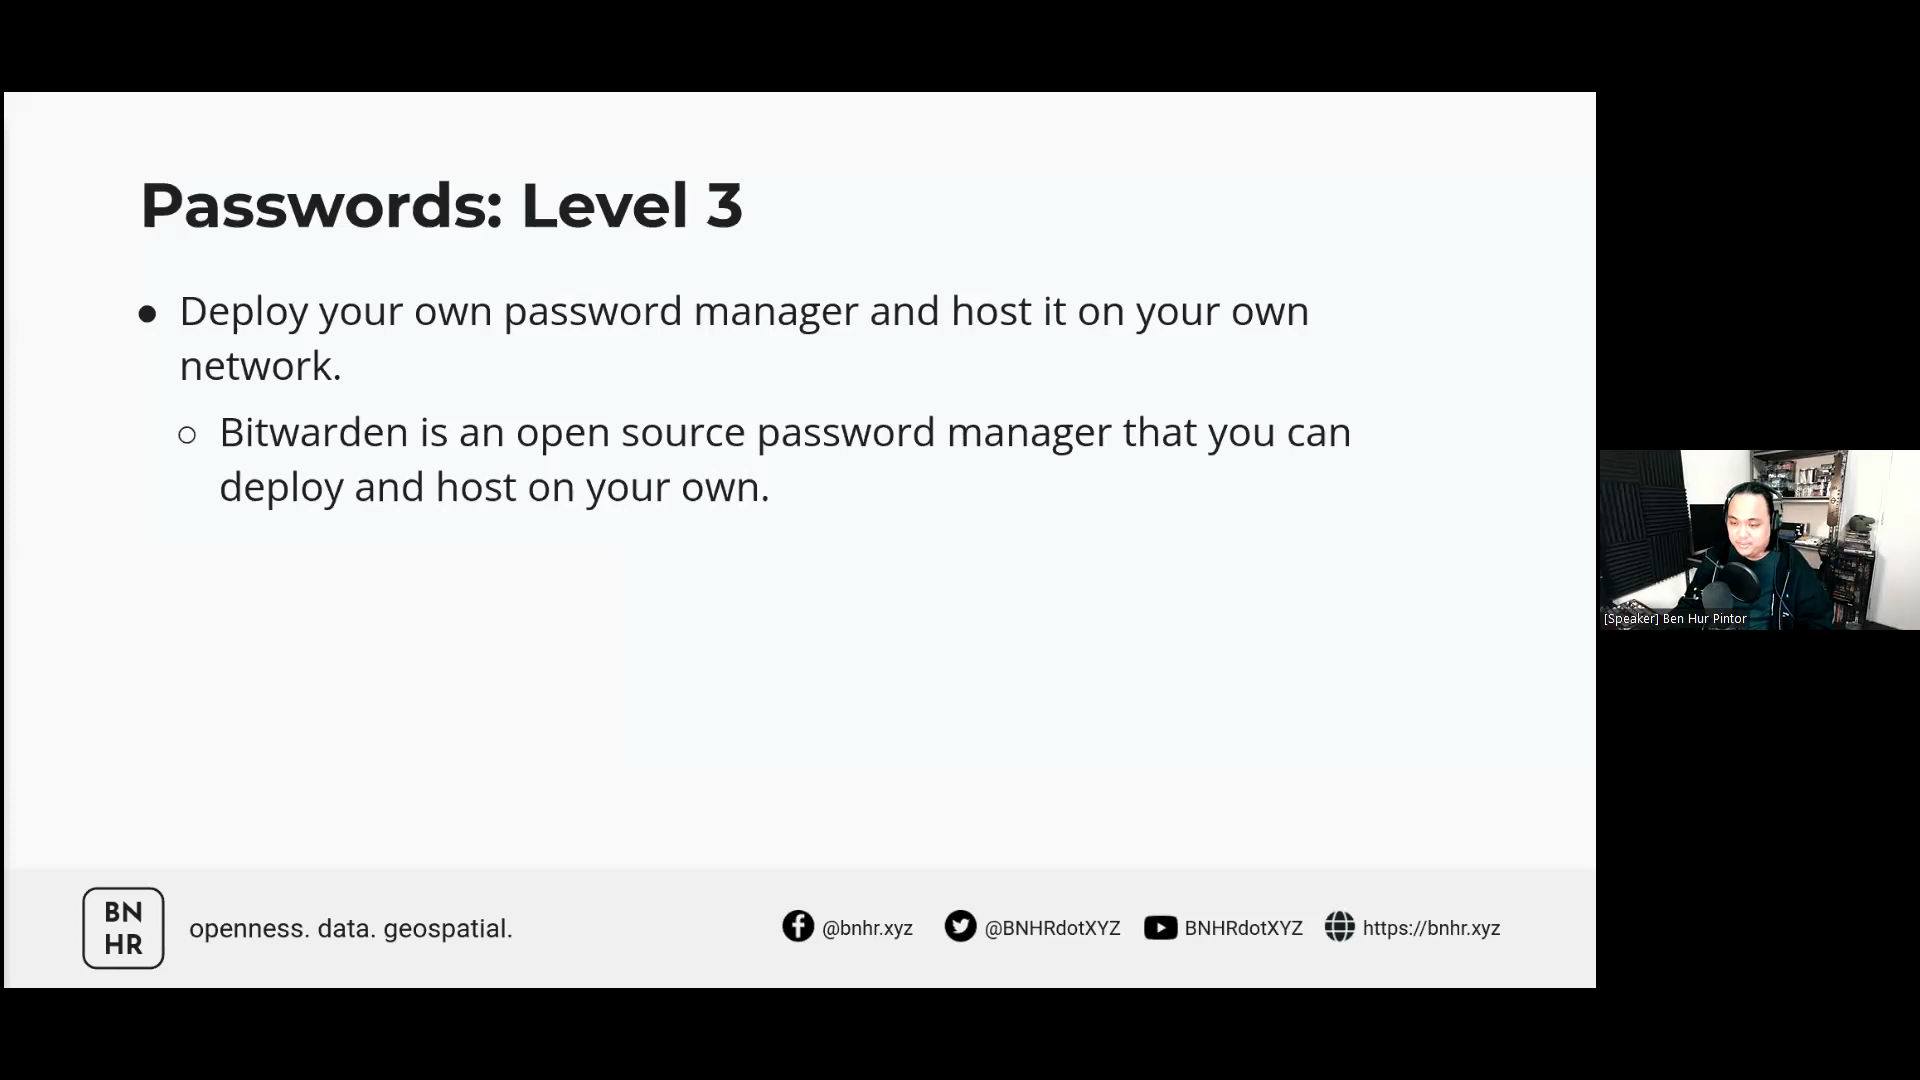 Passwords: Level 3
● Deploy your own password manager and host it on your own
network.
○ Bitwarden is an open source password manager that you can
deploy and host on your own.
[Speaker] Ben Hur Pintor
BN
HR
openness. data. geospatial.
@bnhr.xyz
@BNHRdotXYZ
BNHRdotXYZ
https://bnhr.xyz